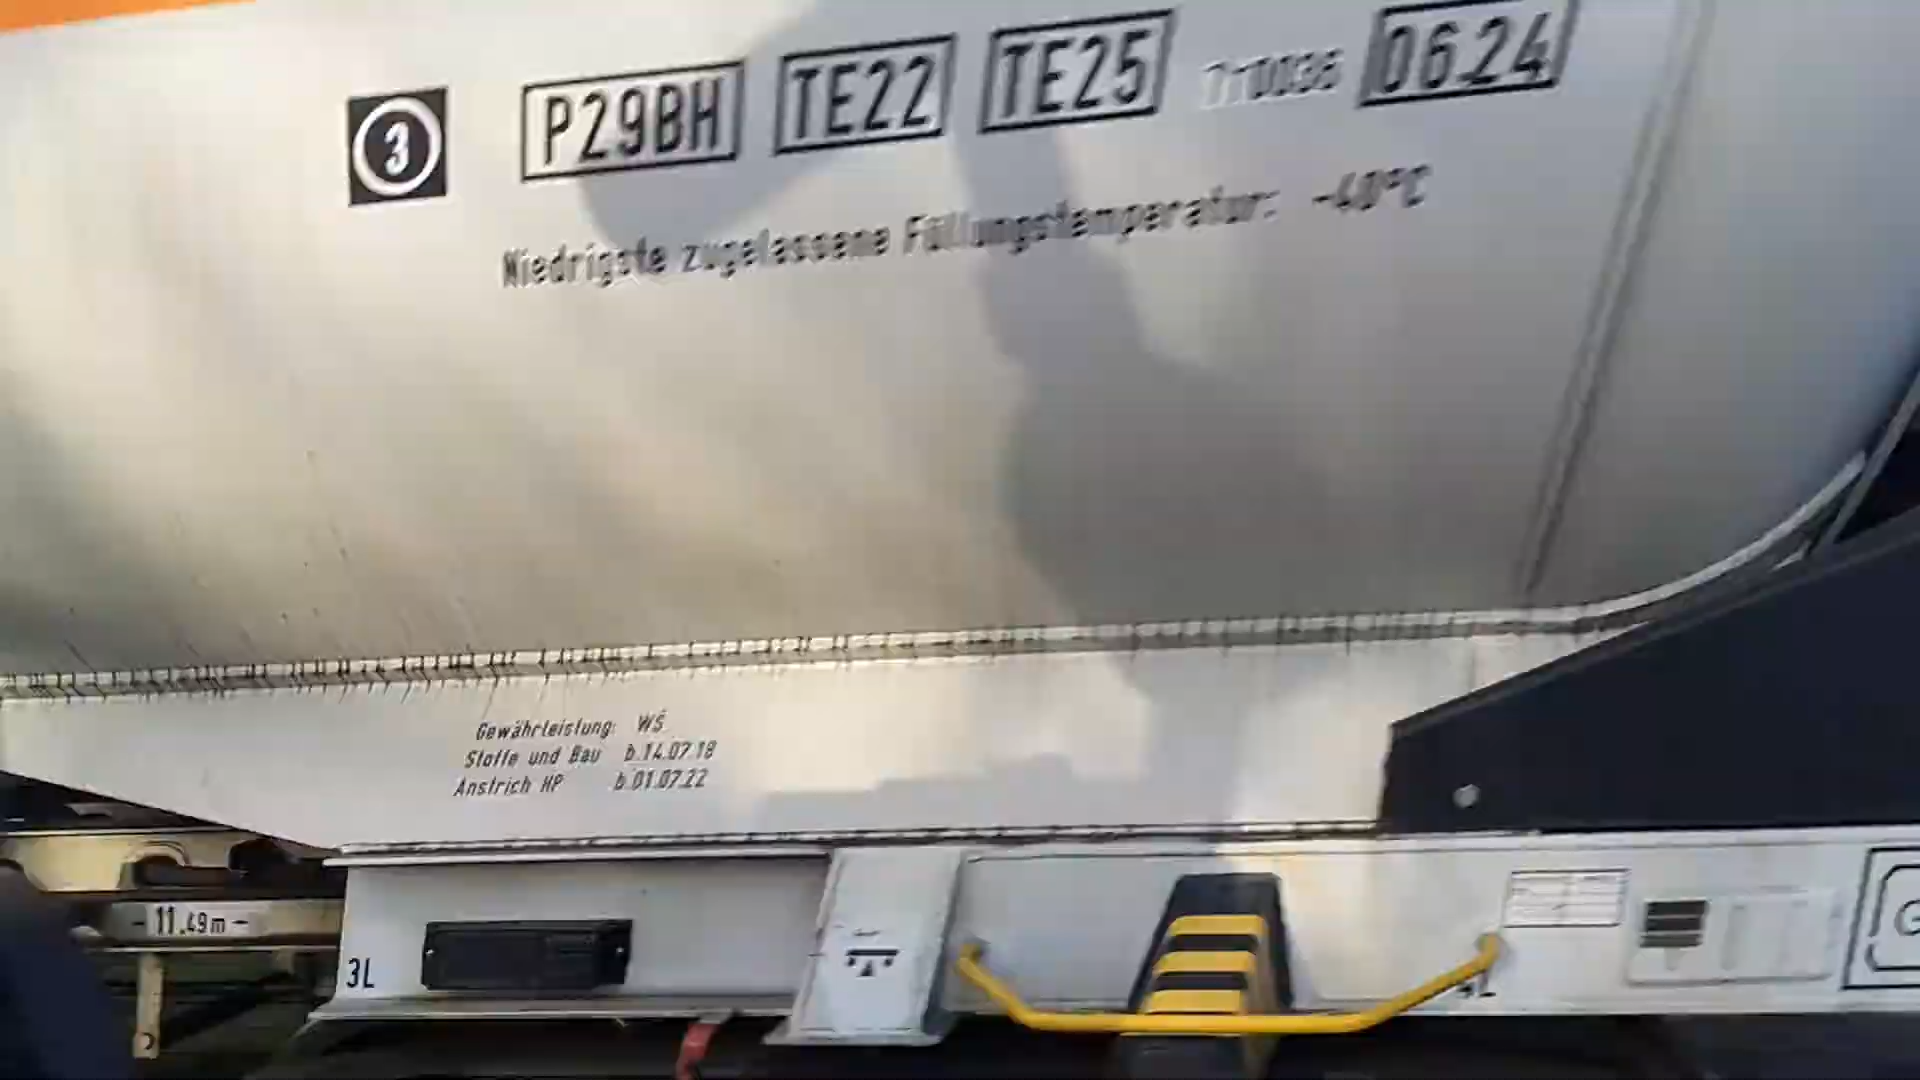 3 P29BH TE22 TE25 06.24
Niedrigste zugelassene Füllungstemperatur: -40°C
Gewährleistung: WS
Stoffe und Bau b.14.07.18
Anstrich HP b.01.07.22
- 11.49m -
3L
4L
G